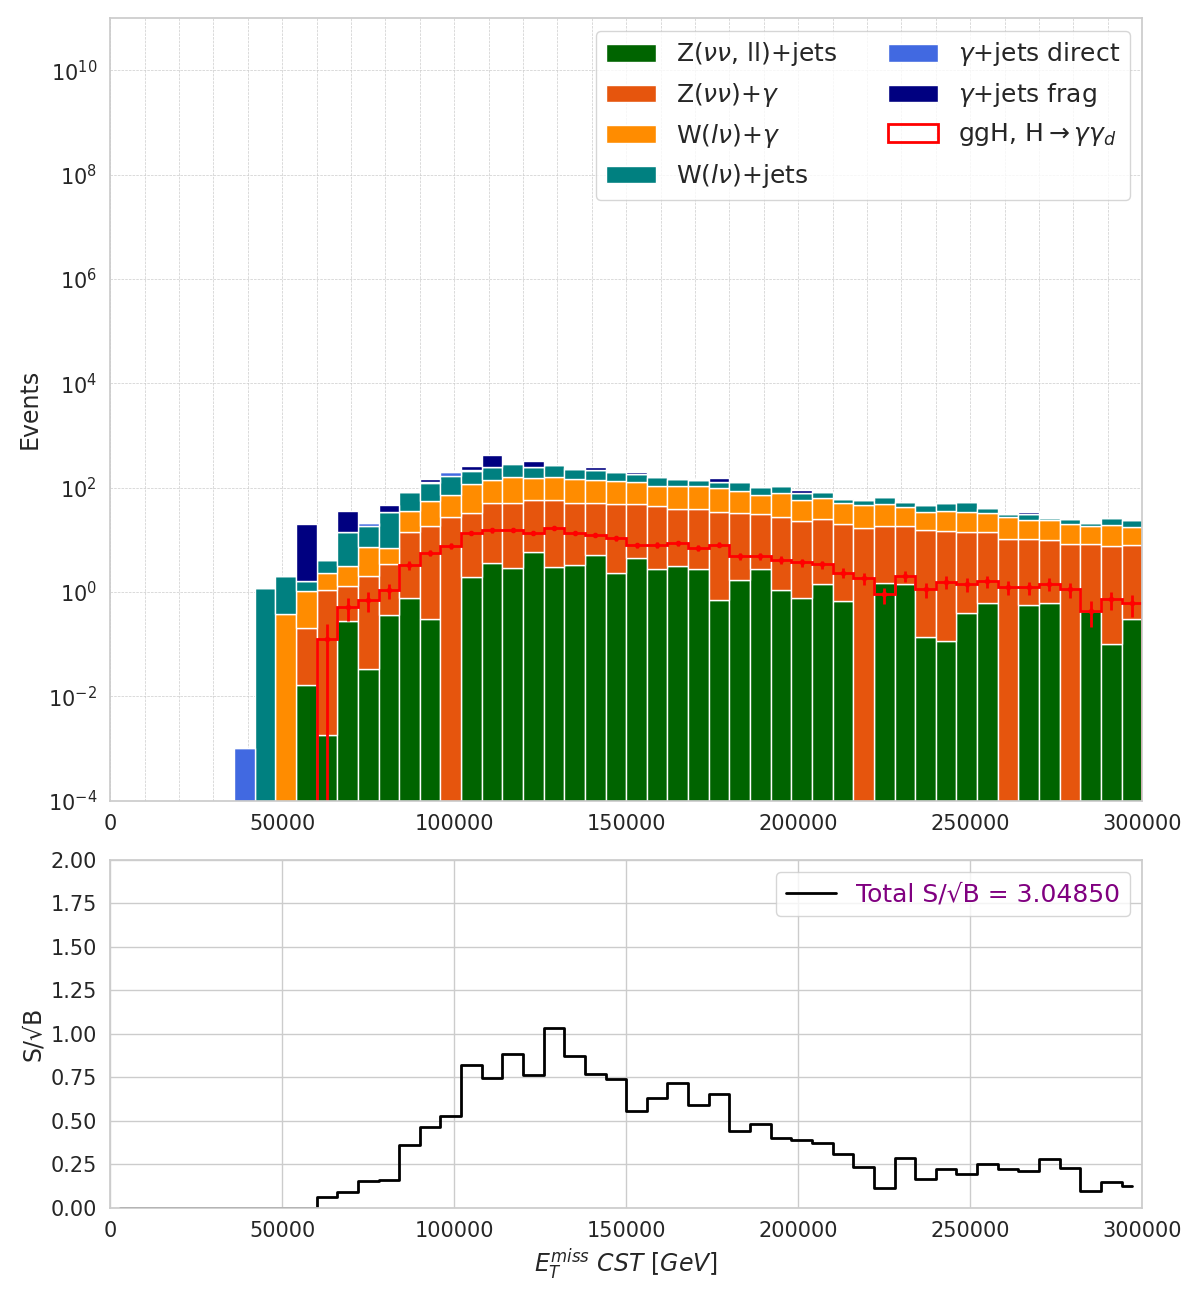 Z(νν, ll)+jets
Z(νν)+γ
W(lν)+γ
W(lν)+jets
γ+jets direct
γ+jets frag
ggH, H→γγ_d
Events
10^10
10^8
10^6
10^4
10^2
10^0
10^−2
10^−4
0 50000 100000 150000 200000 250000 300000
Total S/√B = 3.04850
S/√B
2.00
1.75
1.50
1.25
1.00
0.75
0.50
0.25
0.00
0 50000 100000 150000 200000 250000 300000
E_T^miss CST [GeV]